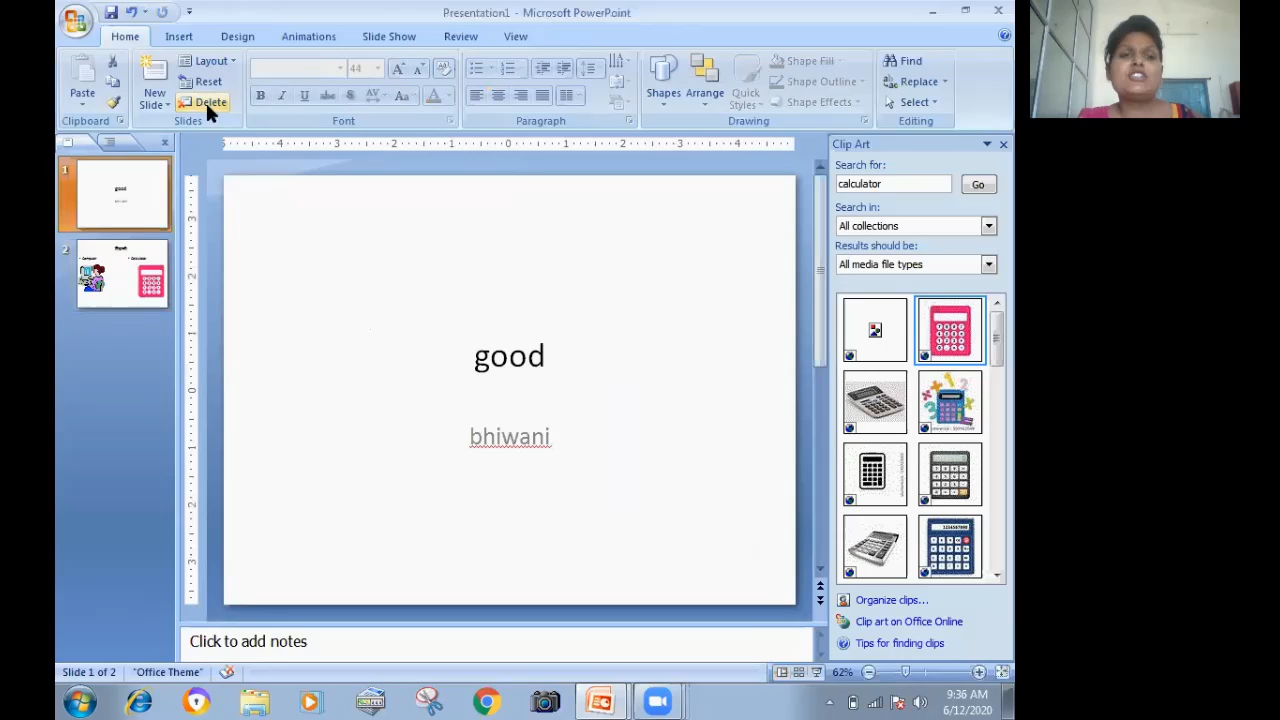 Presentation1 - Microsoft PowerPoint
Home Insert Design Animations Slide Show Review View
Paste
Clipboard
New Slide
Layout
Reset
Delete
Slides
44
Font
Paragraph
Shapes
Arrange
Quick Styles
Shape Fill
Shape Outline
Shape Effects
Drawing
Find
Replace
Select
Editing
1
good
2
good
bhiwani
Click to add notes
Clip Art
Search for:
calculator
Go
Search in:
All collections
Results should be:
All media file types
Organize clips...
Clip art on Office Online
Tips for finding clips
Slide 1 of 2
"Office Theme"
62%
9:36 AM
6/12/2020